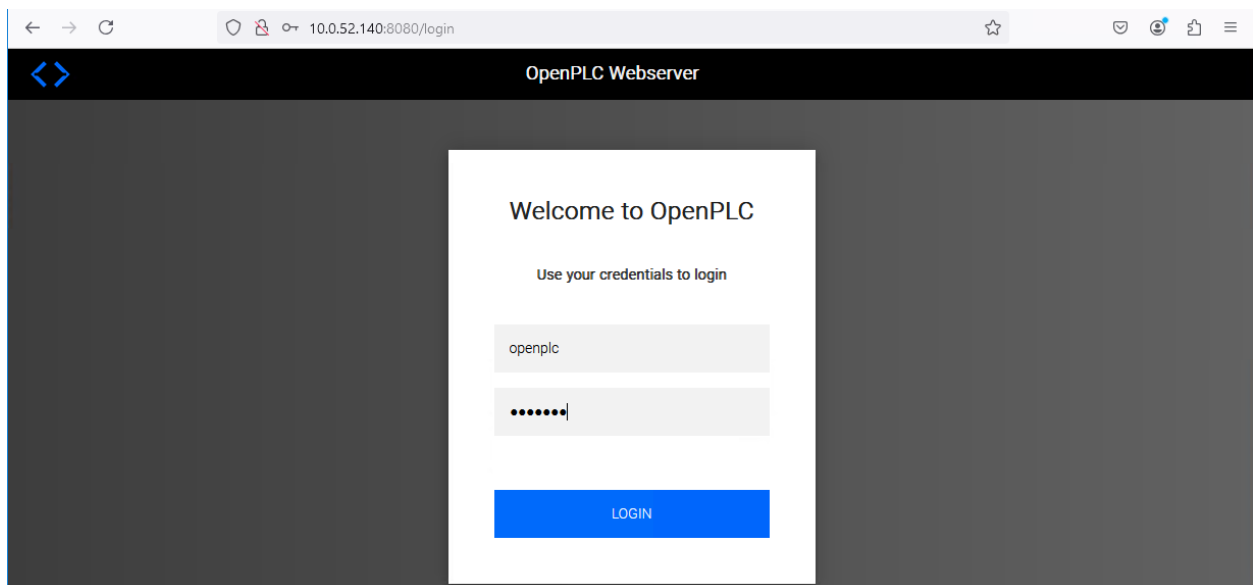 10.0.52.140:8080/login
OpenPLC Webserver
Welcome to OpenPLC
Use your credentials to login
openplc
•••••••
LOGIN